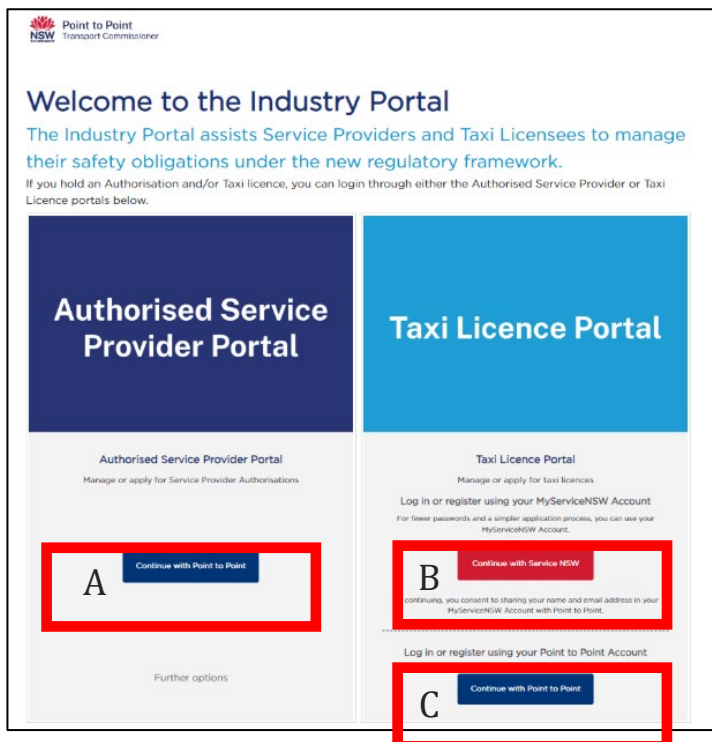 Point to Point
Transport Commissioner
NSW
GOVERNMENT
Welcome to the Industry Portal
The Industry Portal assists Service Providers and Taxi Licensees to manage
their safety obligations under the new regulatory framework.
If you hold an Authorisation and/or Taxi licence, you can login through either the Authorised Service Provider or Taxi
Licence portals below.
Authorised Service
Provider Portal
Authorised Service Provider Portal
Manage or apply for Service Provider Authorisations
A
Continue with Point to Point
Further options
Taxi Licence Portal
Taxi Licence Portal
Manage or apply for taxi licences
Log in or register using your MyServiceNSW Account
For fewer passwords and a simpler application process, you can use your
MyServiceNSW Account.
B
Continue with Service NSW
continuing, you consent to sharing your name and email address in your
MyServiceNSW Account with Point to Point.
Log in or register using your Point to Point Account
C
Continue with Point to Point